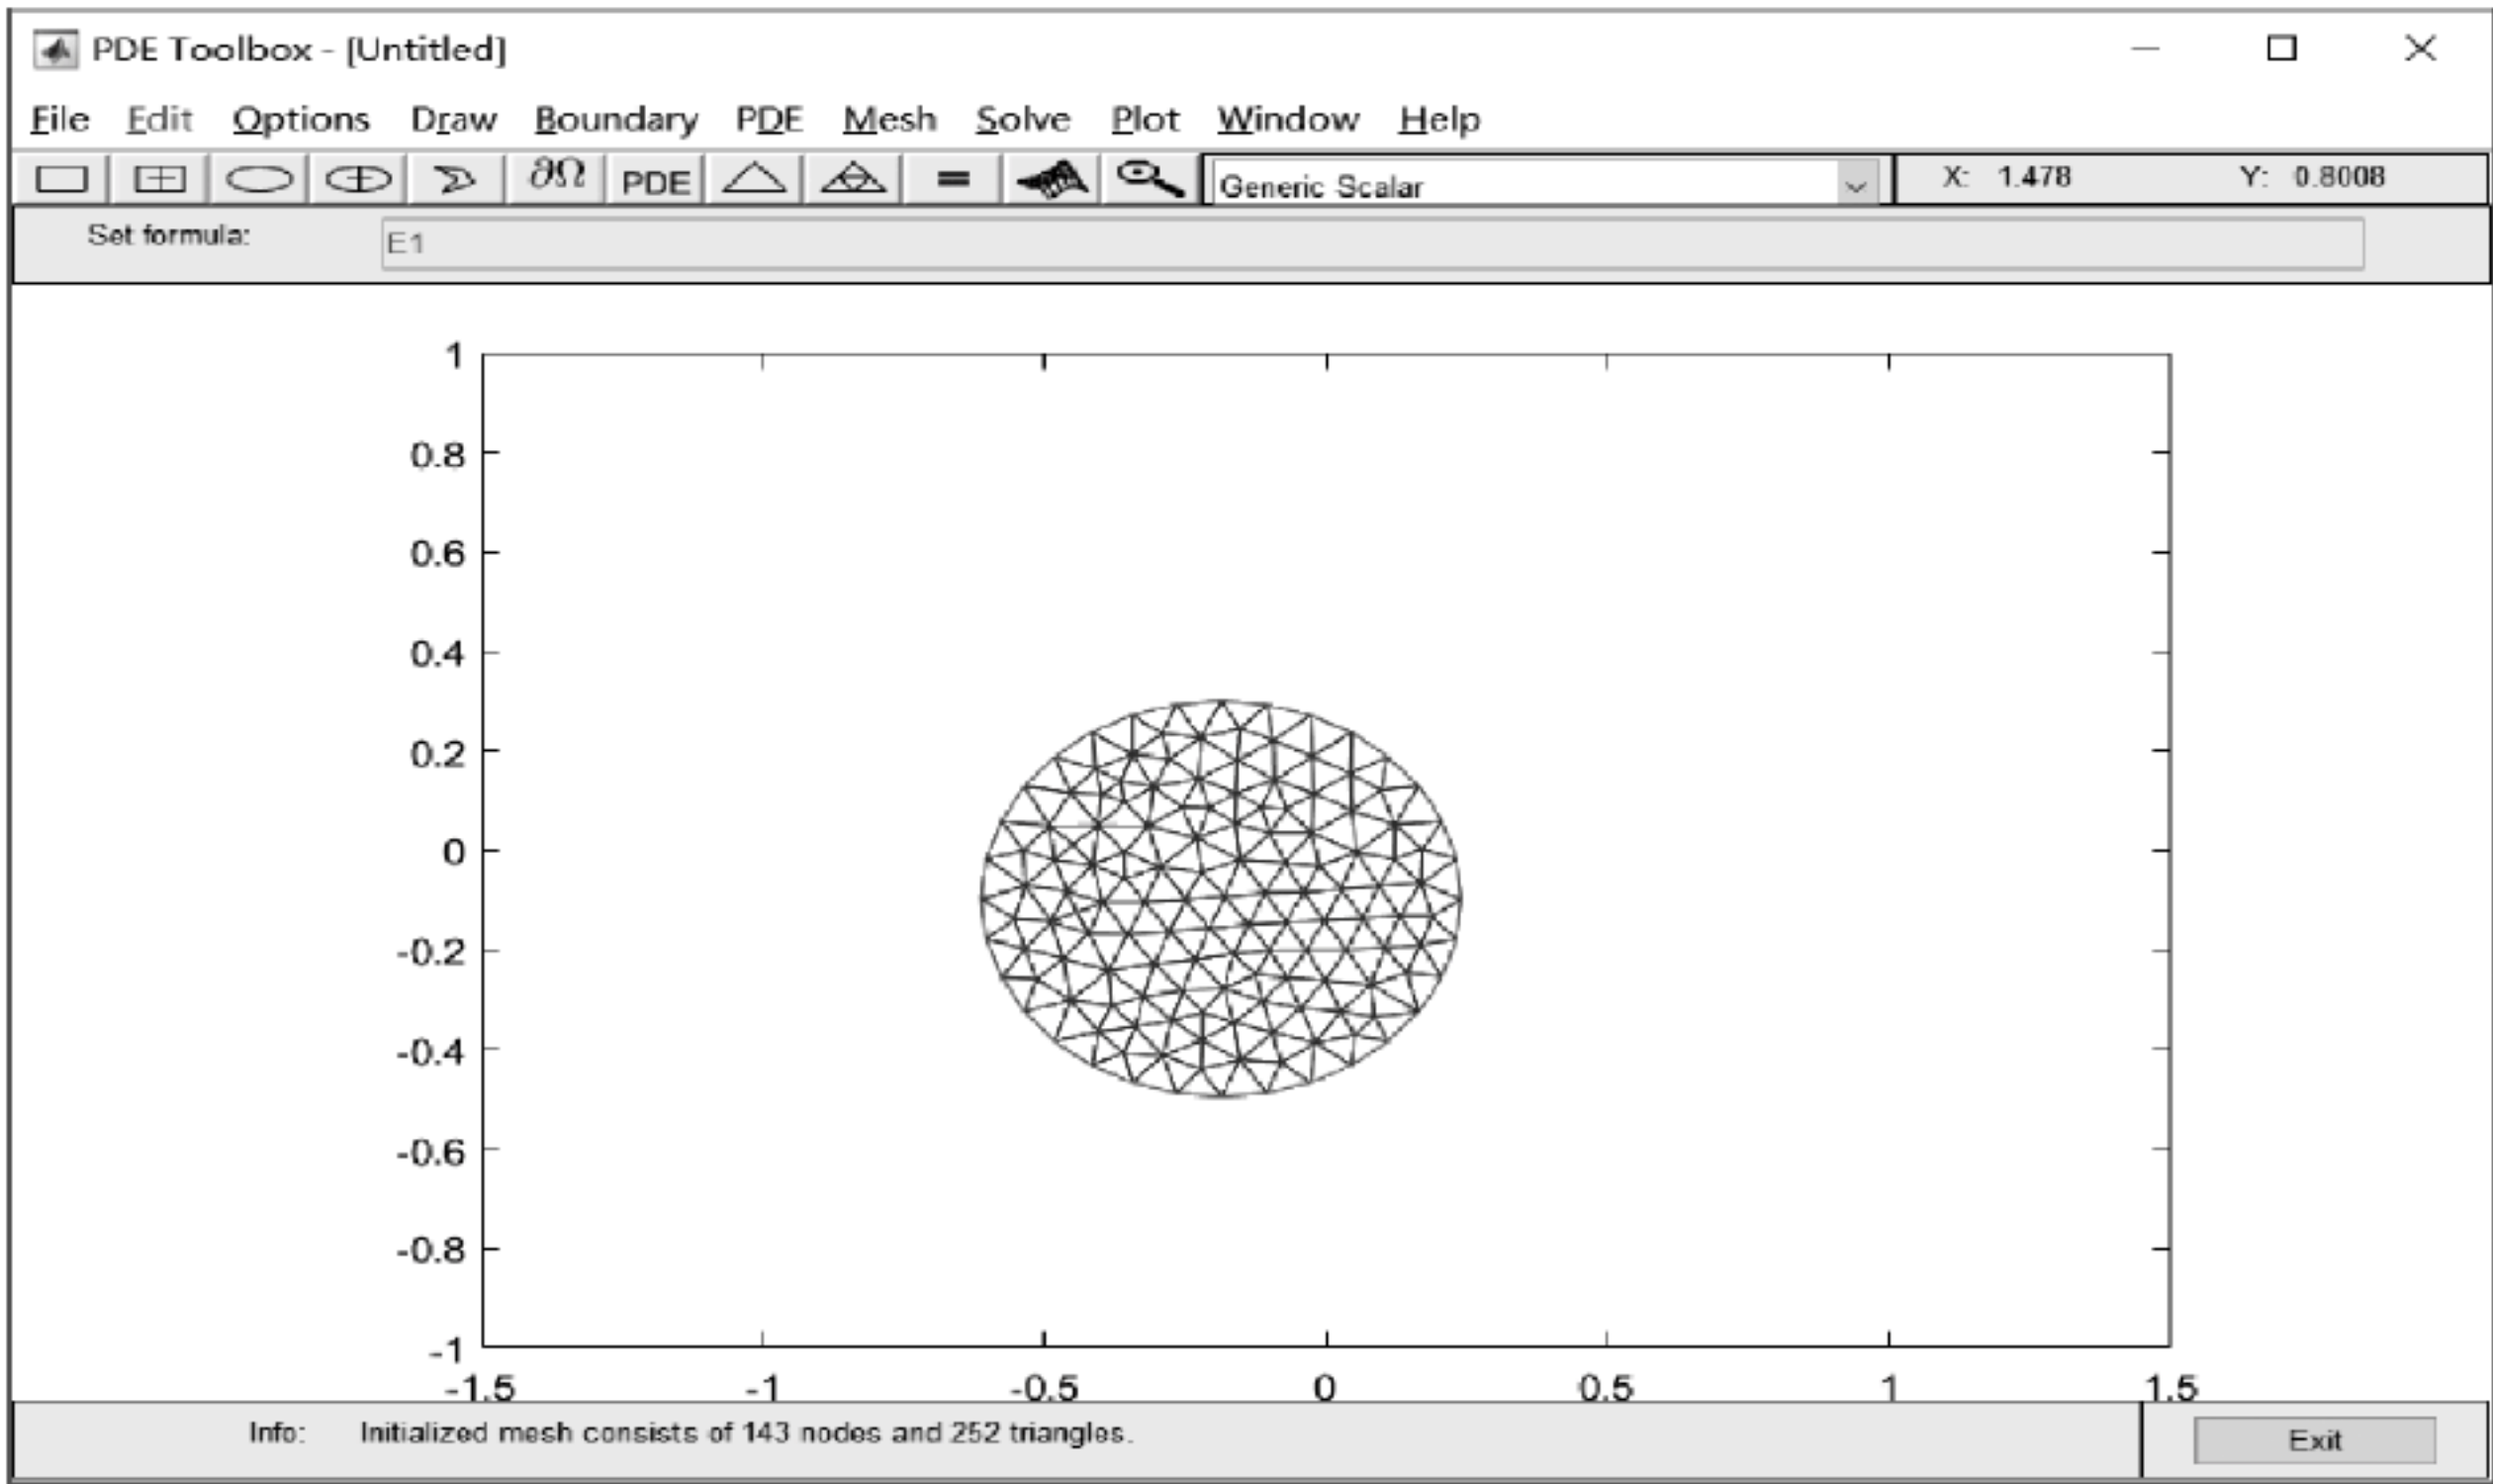 PDE Toolbox - [Untitled]
File Edit Options Draw Boundary PDE Mesh Solve Plot Window Help
∂Ω PDE = Generic Scalar X: 1.478 Y: 0.8008
Set formula: E1
1
0.8
0.6
0.4
0.2
0
-0.2
-0.4
-0.6
-0.8
-1
-1.5 -1 -0.5 0 0.5 1 1.5
Info: Initialized mesh consists of 143 nodes and 252 triangles. Exit